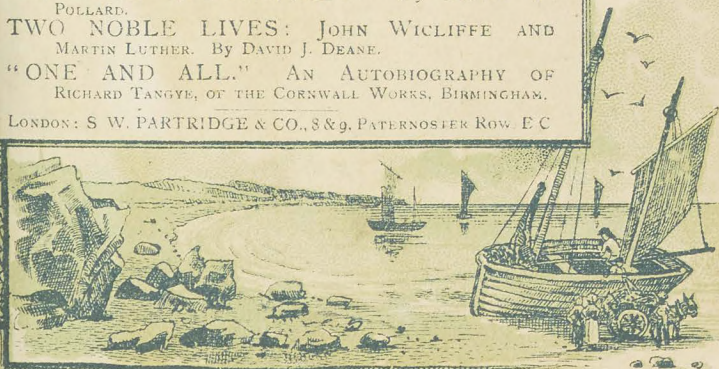 POLLARD.
TWO NOBLE LIVES: JOHN WICLIFFE AND
MARTIN LUTHER. BY DAVID J. DEANE.
"ONE AND ALL." AN AUTOBIOGRAPHY OF
RICHARD TANGYE, OF THE CORNWALL WORKS, BIRMINGHAM.
LONDON: S. W. PARTRIDGE & CO., 8 & 9, PATERNOSTER ROW, E C